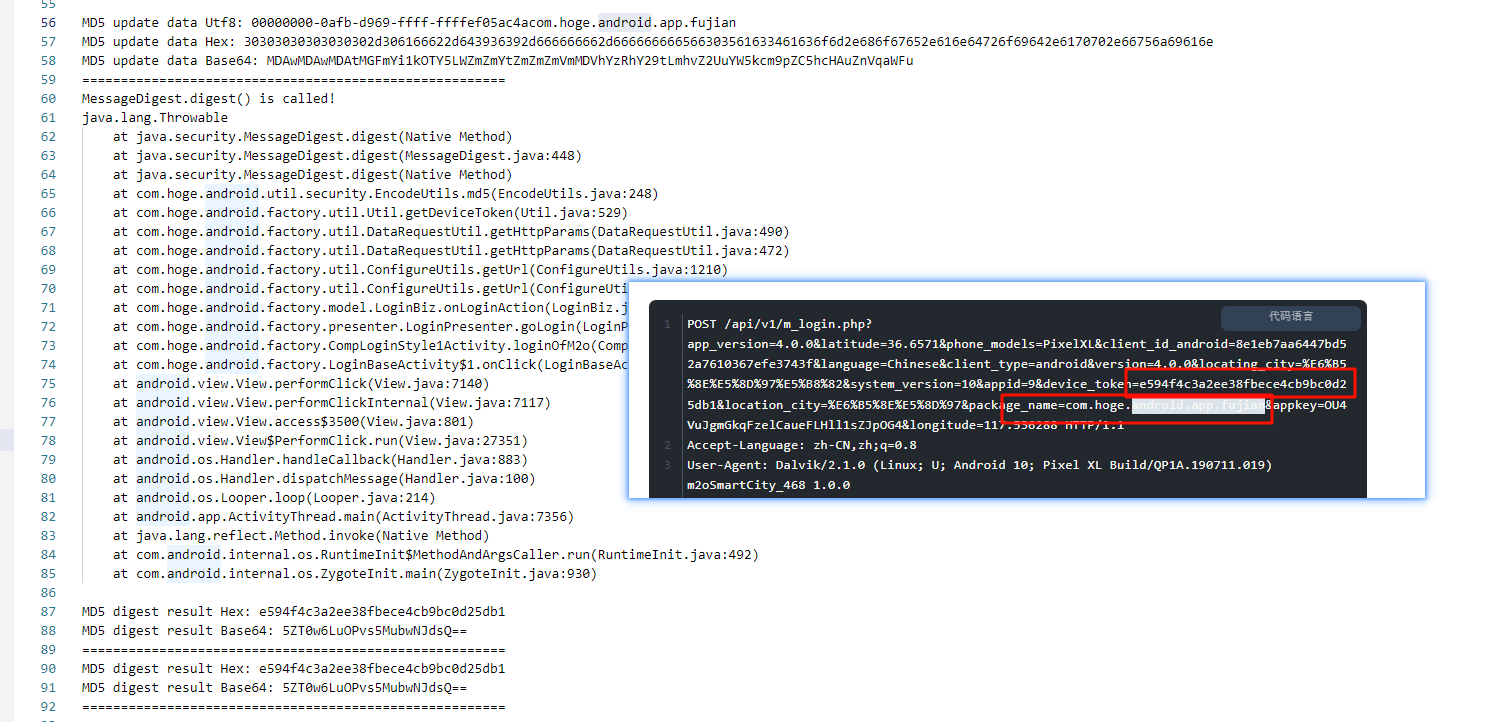 55
56 MD5 update data Utf8: 00000000-0afb-d969-ffff-ffffef05ac4acom.hoge.android.app.fujian
57 MD5 update data Hex: 30303030303030302d306166622d643936392d666666662d666666666566303561633461636f6d2e686f67652e616e64726f69642e6170702e66756a69616e
58 MD5 update data Base64: MDAwMDAwMDAtMGFmYi1kOTY5LWZmZmYtZmZmZmVmMDVhYzRhY29tLmhvZ2UuYW5kcm9pZC5hcHAuZnVqaWFu
59 =======================================================
60 MessageDigest.digest() is called!
61 java.lang.Throwable
62 at java.security.MessageDigest.digest(Native Method)
63 at java.security.MessageDigest.digest(MessageDigest.java:448)
64 at java.security.MessageDigest.digest(Native Method)
65 at com.hoge.android.util.security.EncodeUtils.md5(EncodeUtils.java:248)
66 at com.hoge.android.factory.util.Util.getDeviceToken(Util.java:529)
67 at com.hoge.android.factory.util.DataRequestUtil.getHttpParams(DataRequestUtil.java:490)
68 at com.hoge.android.factory.util.DataRequestUtil.getHttpParams(DataRequestUtil.java:472)
69 at com.hoge.android.factory.util.ConfigureUtils.getUrl(ConfigureUtils.java:1210)
70 at com.hoge.android.factory.util.ConfigureUtils.getUrl(ConfigureUti
71 at com.hoge.android.factory.model.LoginBiz.onLoginAction(LoginBiz.j
72 at com.hoge.android.factory.presenter.LoginPresenter.goLogin(LoginP
73 at com.hoge.android.factory.CompLoginStyle1Activity.loginOfM2o(Comp
74 at com.hoge.android.factory.LoginBaseActivity$1.onClick(LoginBaseAc
75 at android.view.View.performClick(View.java:7140)
76 at android.view.View.performClickInternal(View.java:7117)
77 at android.view.View.access$3500(View.java:801)
78 at android.view.View$PerformClick.run(View.java:27351)
79 at android.os.Handler.handleCallback(Handler.java:883)
80 at android.os.Handler.dispatchMessage(Handler.java:100)
81 at android.os.Looper.loop(Looper.java:214)
82 at android.app.ActivityThread.main(ActivityThread.java:7356)
83 at java.lang.reflect.Method.invoke(Native Method)
84 at com.android.internal.os.RuntimeInit$MethodAndArgsCaller.run(RuntimeInit.java:492)
85 at com.android.internal.os.ZygoteInit.main(ZygoteInit.java:930)
86
87 MD5 digest result Hex: e594f4c3a2ee38fbece4cb9bc0d25db1
88 MD5 digest result Base64: 5ZT0w6LuOPvs5MubwNJdsQ==
89 =======================================================
90 MD5 digest result Hex: e594f4c3a2ee38fbece4cb9bc0d25db1
91 MD5 digest result Base64: 5ZT0w6LuOPvs5MubwNJdsQ==
92 =======================================================
代码语言
1 POST /api/v1/m_login.php?
app_version=4.0.0&latitude=36.6571&phone_models=PixelXL&client_id_android=8e1eb7aa6447bd5
2a7610367efe3743f&language=Chinese&client_type=android&version=4.0.0&locating_city=%E6%B5
%8E%E5%8D%97%E5%B8%82&system_version=10&appid=9&device_token=e594f4c3a2ee38fbece4cb9bc0d2
5db1&location_city=%E6%B5%8E%E5%8D%97&package_name=com.hoge.android.app.fujian&appkey=OU4
VuJgmGkqFzelCaueFLHll1sZJpOG4&longitude=117.556288 HTTP/1.1
2 Accept-Language: zh-CN,zh;q=0.8
3 User-Agent: Dalvik/2.1.0 (Linux; U; Android 10; Pixel XL Build/QP1A.190711.019)
m2oSmartCity_468 1.0.0